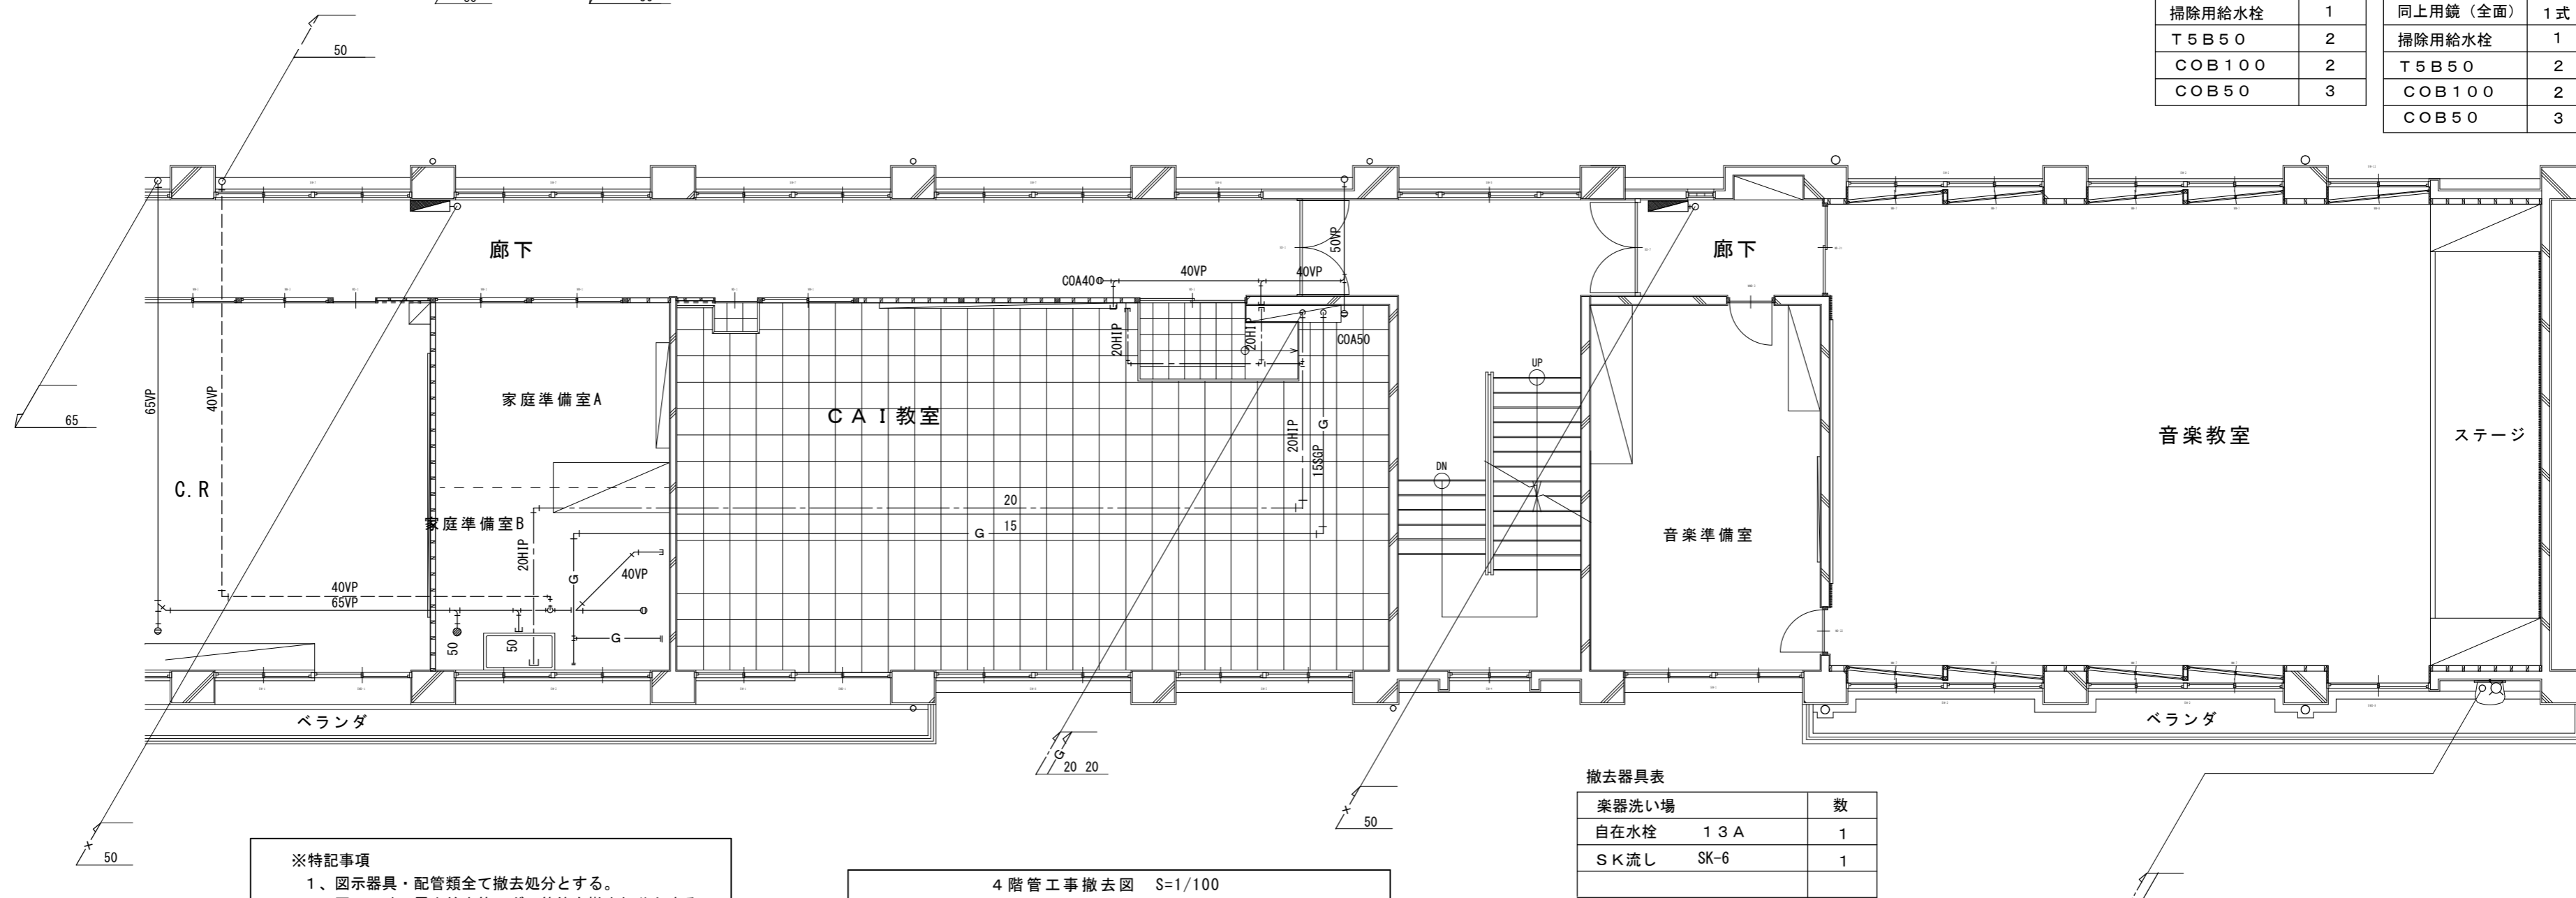 50
掃除用給水栓 1
T5B50 2
COB100 2
COB50 3
同上用鏡（全面） 1式
掃除用給水栓 1
T5B50 2
COB100 2
COB50 3
廊下
廊下
50VP
COA40
40VP
40VP
20HIP
20HIP
COA50
65VP
40VP
家庭準備室A
CAI教室
UP
DN
音楽教室
ステージ
65
C.R
家庭準備室B
20HIP
G
15SGP
20
15
G
20HIP
G
40VP
音楽準備室
40VP
65VP
50
50
G
ベランダ
ベランダ
G
20 20
50
50
撤去器具表
楽器洗い場 数
自在水栓 13A 1
SK流し SK-6 1
※特記事項
1、図示器具・配管類全て撤去処分とする。
4階管工事撤去図 S=1/100